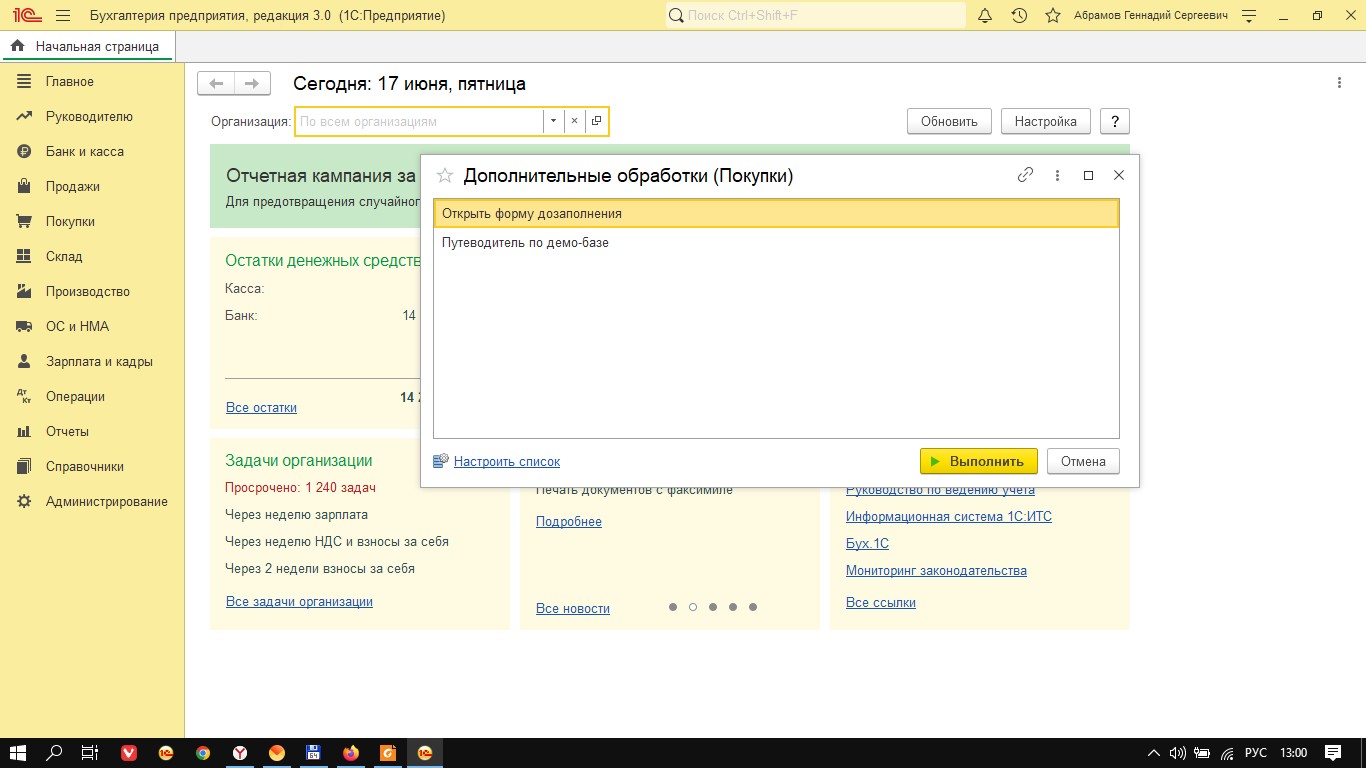 1С Бухгалтерия предприятия, редакция 3.0 (1С:Предприятие)
Поиск Ctrl+Shift+F
Абрамов Геннадий Сергеевич
Начальная страница
Главное
Руководителю
Банк и касса
Продажи
Покупки
Склад
Производство
ОС и НМА
Зарплата и кадры
Дт Кт Операции
Отчеты
Справочники
Администрирование
Сегодня: 17 июня, пятница
Организация: По всем организациям
Обновить
Настройка
?
Отчетная кампания за
Для предотвращения
Остатки денежных
Касса:
Банк: 14
14
Все остатки
Дополнительные обработки (Покупки)
Открыть форму дозаполнения
Путеводитель по демо-базе
Настроить список
Выполнить
Отмена
Задачи организации
Просрочено: 1 240 задач
Через неделю зарплата
Через неделю НДС и взносы за себя
Через 2 недели взносы за себя
Все задачи организации
Печать документов с факсимиле
Подробнее
Все новости
Руководство по ведению учета
Информационная система 1С:ИТС
Бух.1С
Мониторинг законодательства
Все ссылки
64
РУС
13:00